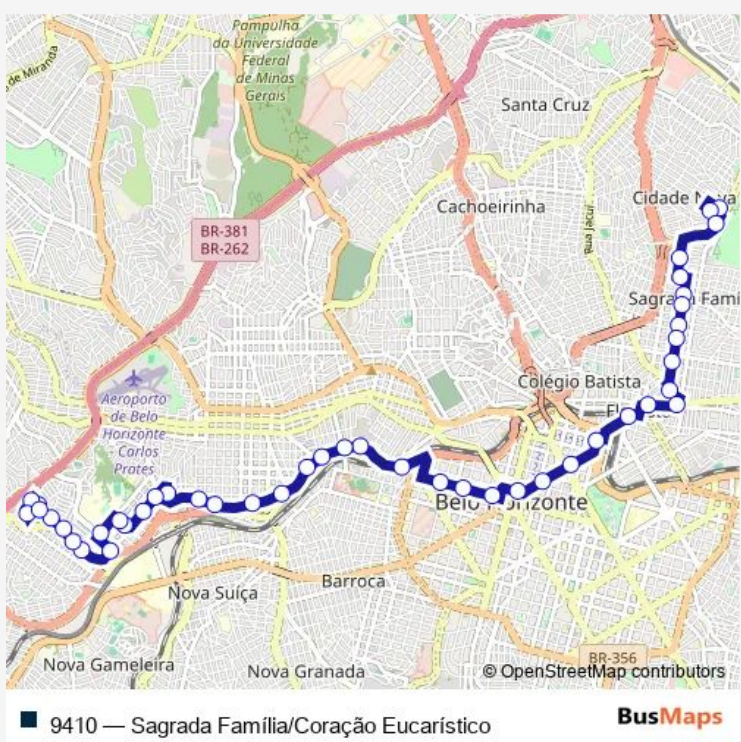 Pampulha
da Universidade
Federal
de Minas
Gerais
de Miranda
Santa Cruz
Cidade Nova
Cachoeirinha
BR-381
BR-262
Rua Jacuí
Sagrada Famí
Colégio Batista
Aeroporto
de Belo
Horizonte
Carlos
Prates
Belo Horizonte
Nova Suíça
Barroca
Nova Gameleira
Nova Granada
BR-356
© OpenStreetMap contributors
9410 — Sagrada Família/Coração Eucarístico
BusMaps